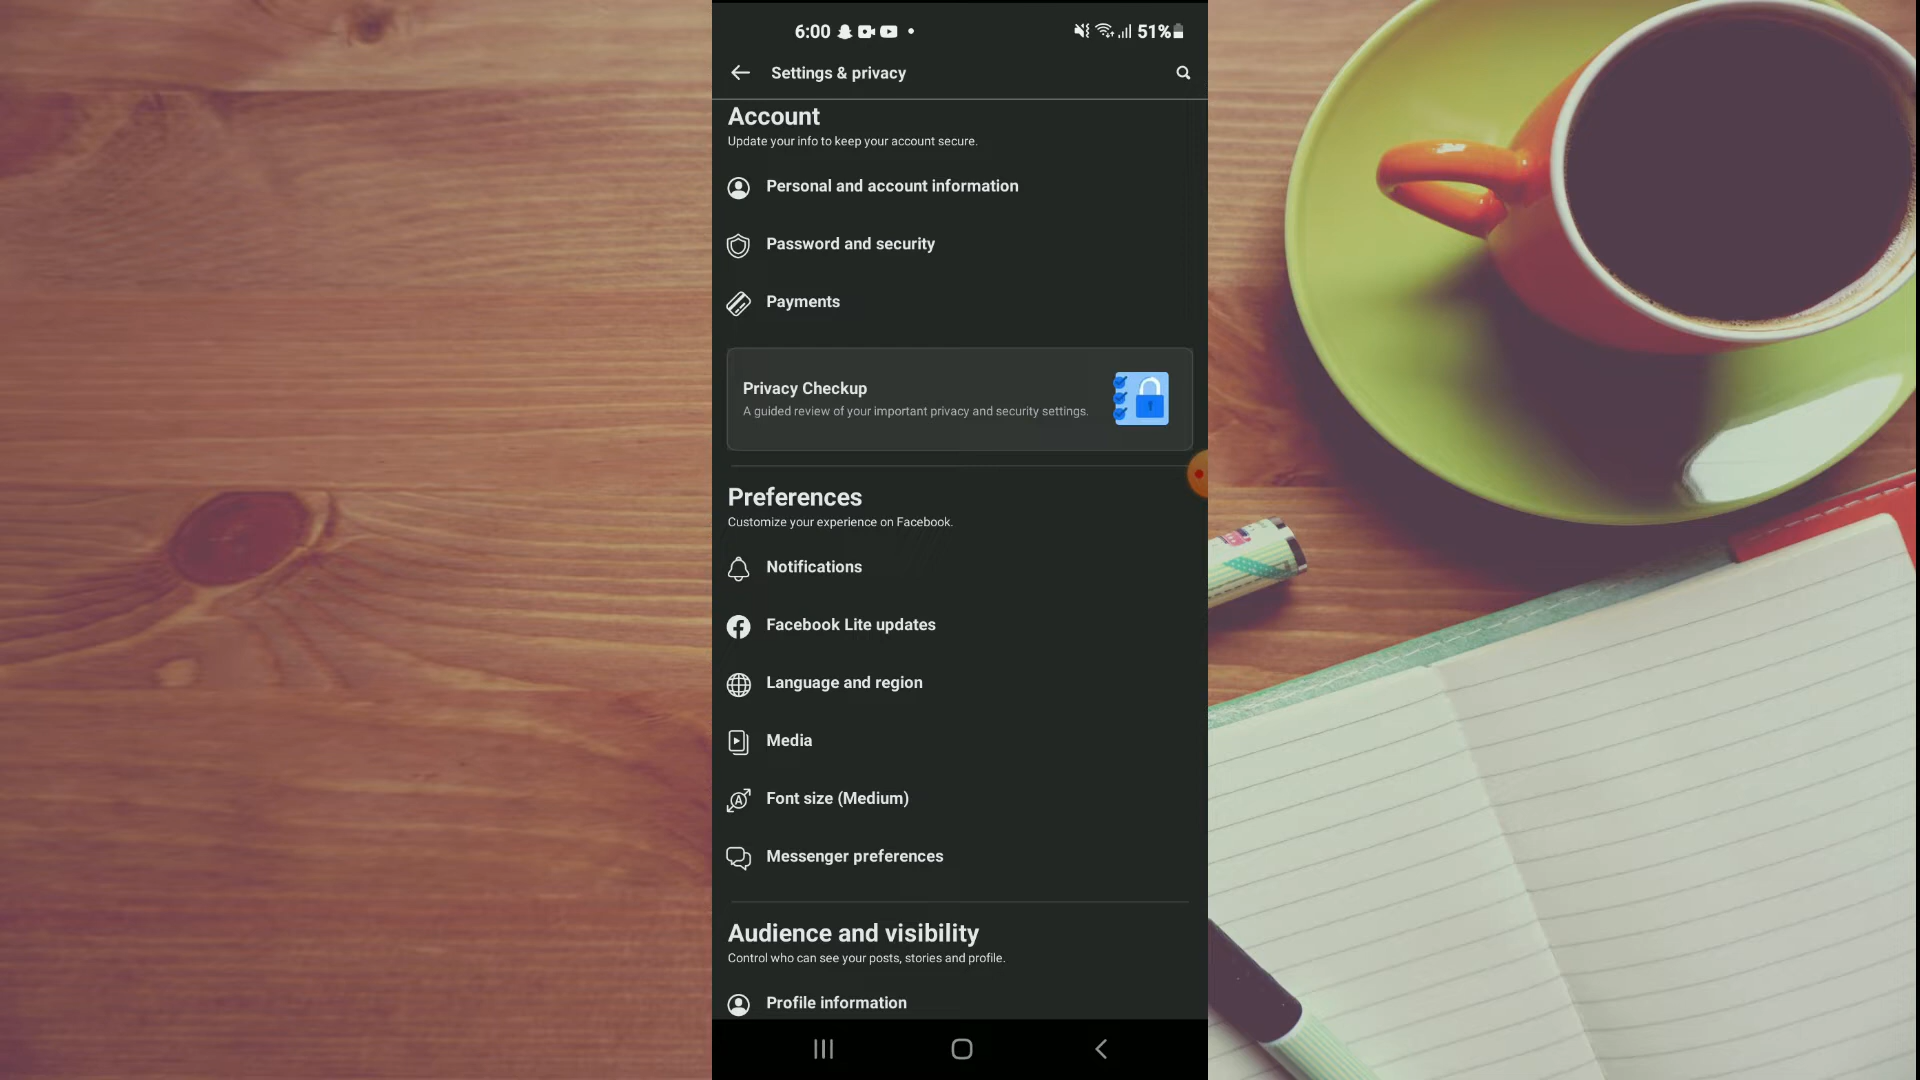 6:00
51%
Settings & privacy
Account
Update your info to keep your account secure.
Personal and account information
Password and security
Payments
Privacy Checkup
A guided review of your important privacy and security settings.
Preferences
Customize your experience on Facebook.
Notifications
Facebook Lite updates
Language and region
Media
Font size (Medium)
Messenger preferences
Audience and visibility
Control who can see your posts, stories and profile.
Profile information